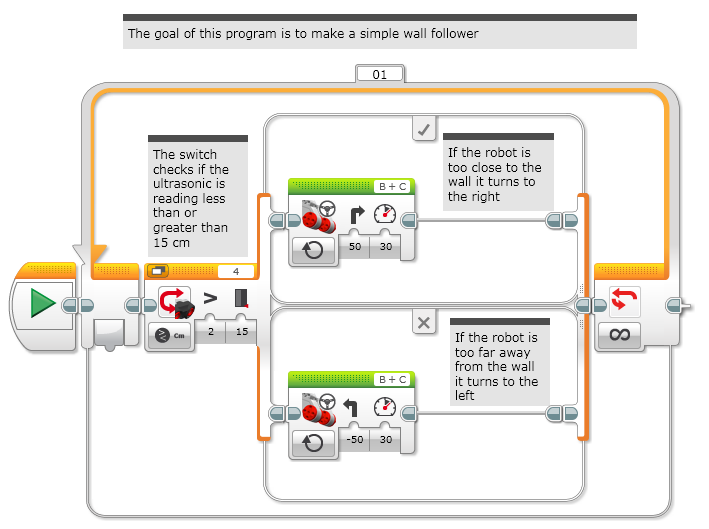 The goal of this program is to make a simple wall follower
01
The switch
checks if the
ultrasonic is
reading less
than or
greater than
15 cm
If the robot is
too close to the
wall it turns to
the right
B + C
50 30
4
>
Cm 2 15
∞
If the robot is
too far away
from the wall
it turns to the
left
B + C
-50 30